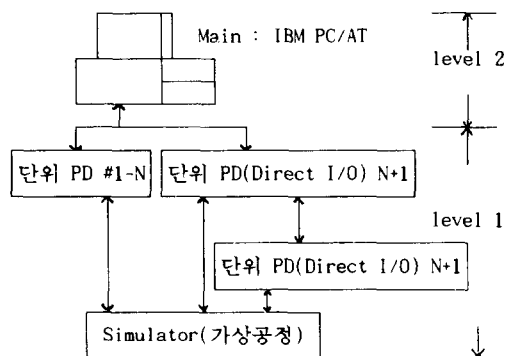 Main : IBM PC/AT
level 2
단위 PD #1-N
단위 PD(Direct I/O) N+1
level 1
단위 PD(Direct I/O) N+1
Simulator(가상공정)